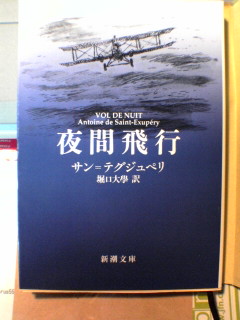 VOL DE NUIT
Antoine de Saint-Exupéry
夜間飛行
サン=テグジュペリ
堀口大學 訳
新潮文庫